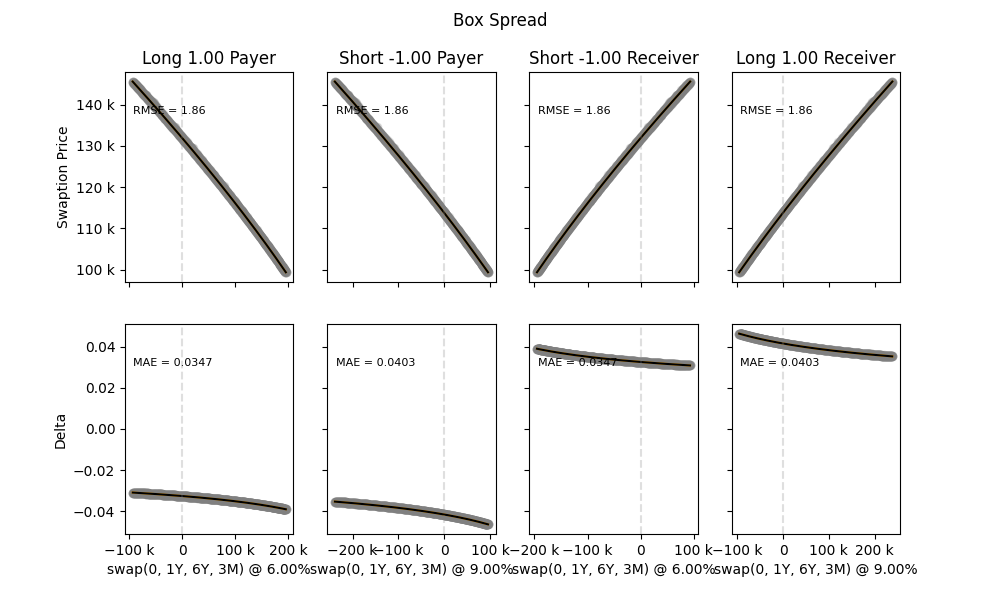 Box Spread
Long 1.00 Payer
Short -1.00 Payer
Short -1.00 Receiver
Long 1.00 Receiver
Swaption Price
140 k
130 k
120 k
110 k
100 k
RMSE = 1.86
RMSE = 1.86
RMSE = 1.86
RMSE = 1.86
Delta
0.04
0.02
0.00
−0.02
−0.04
MAE = 0.0347
MAE = 0.0403
MAE = 0.0347
MAE = 0.0403
−100 k 0 100 k 200 k
−200 k −100 k 0 100 k
−200 k −100 k 0 100 k
−100 k 0 100 k 200 k
swap(0, 1Y, 6Y, 3M) @ 6.00%
swap(0, 1Y, 6Y, 3M) @ 9.00%
swap(0, 1Y, 6Y, 3M) @ 6.00%
swap(0, 1Y, 6Y, 3M) @ 9.00%